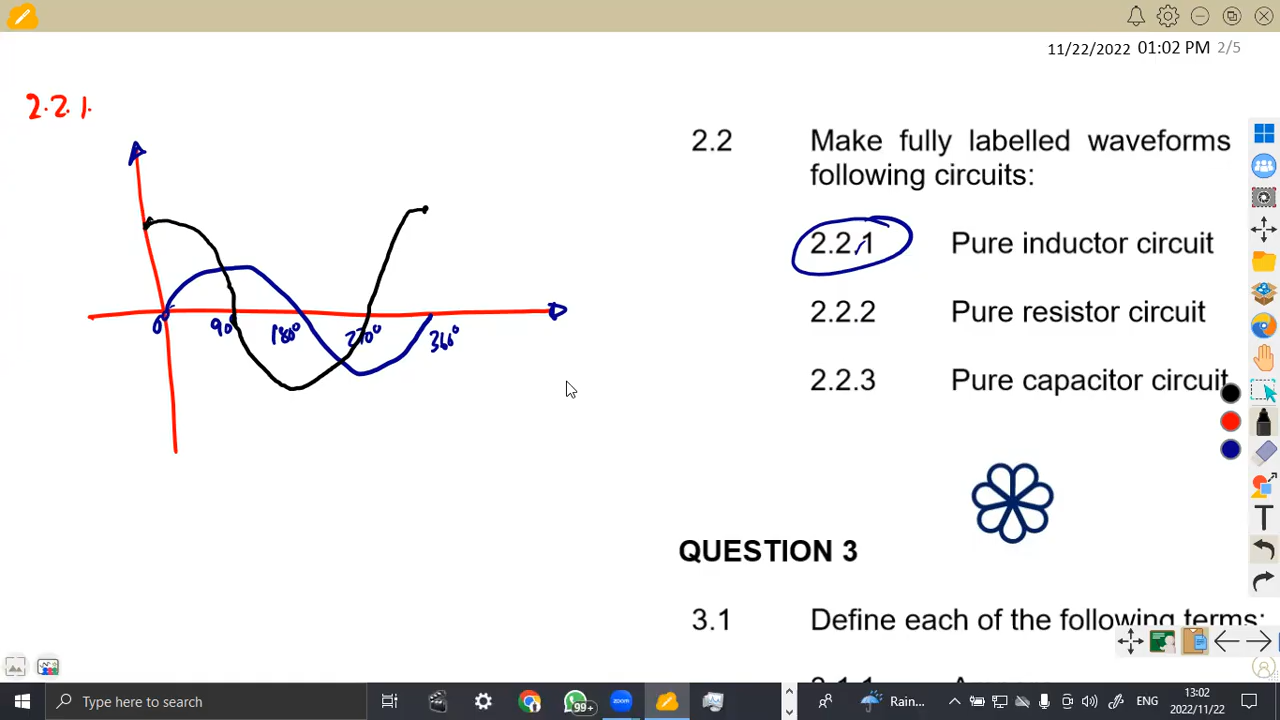 11/22/2022 01:02 PM 2/5
2.2.1.
0
90°
180°
270°
360°
2.2 Make fully labelled waveforms
following circuits:
2.2.1 Pure inductor circuit
2.2.2 Pure resistor circuit
2.2.3 Pure capacitor circuit
QUESTION 3
3.1 Define each of the following terms:
T
Type here to search
99+
Rain...
ENG
13:02
2022/11/22